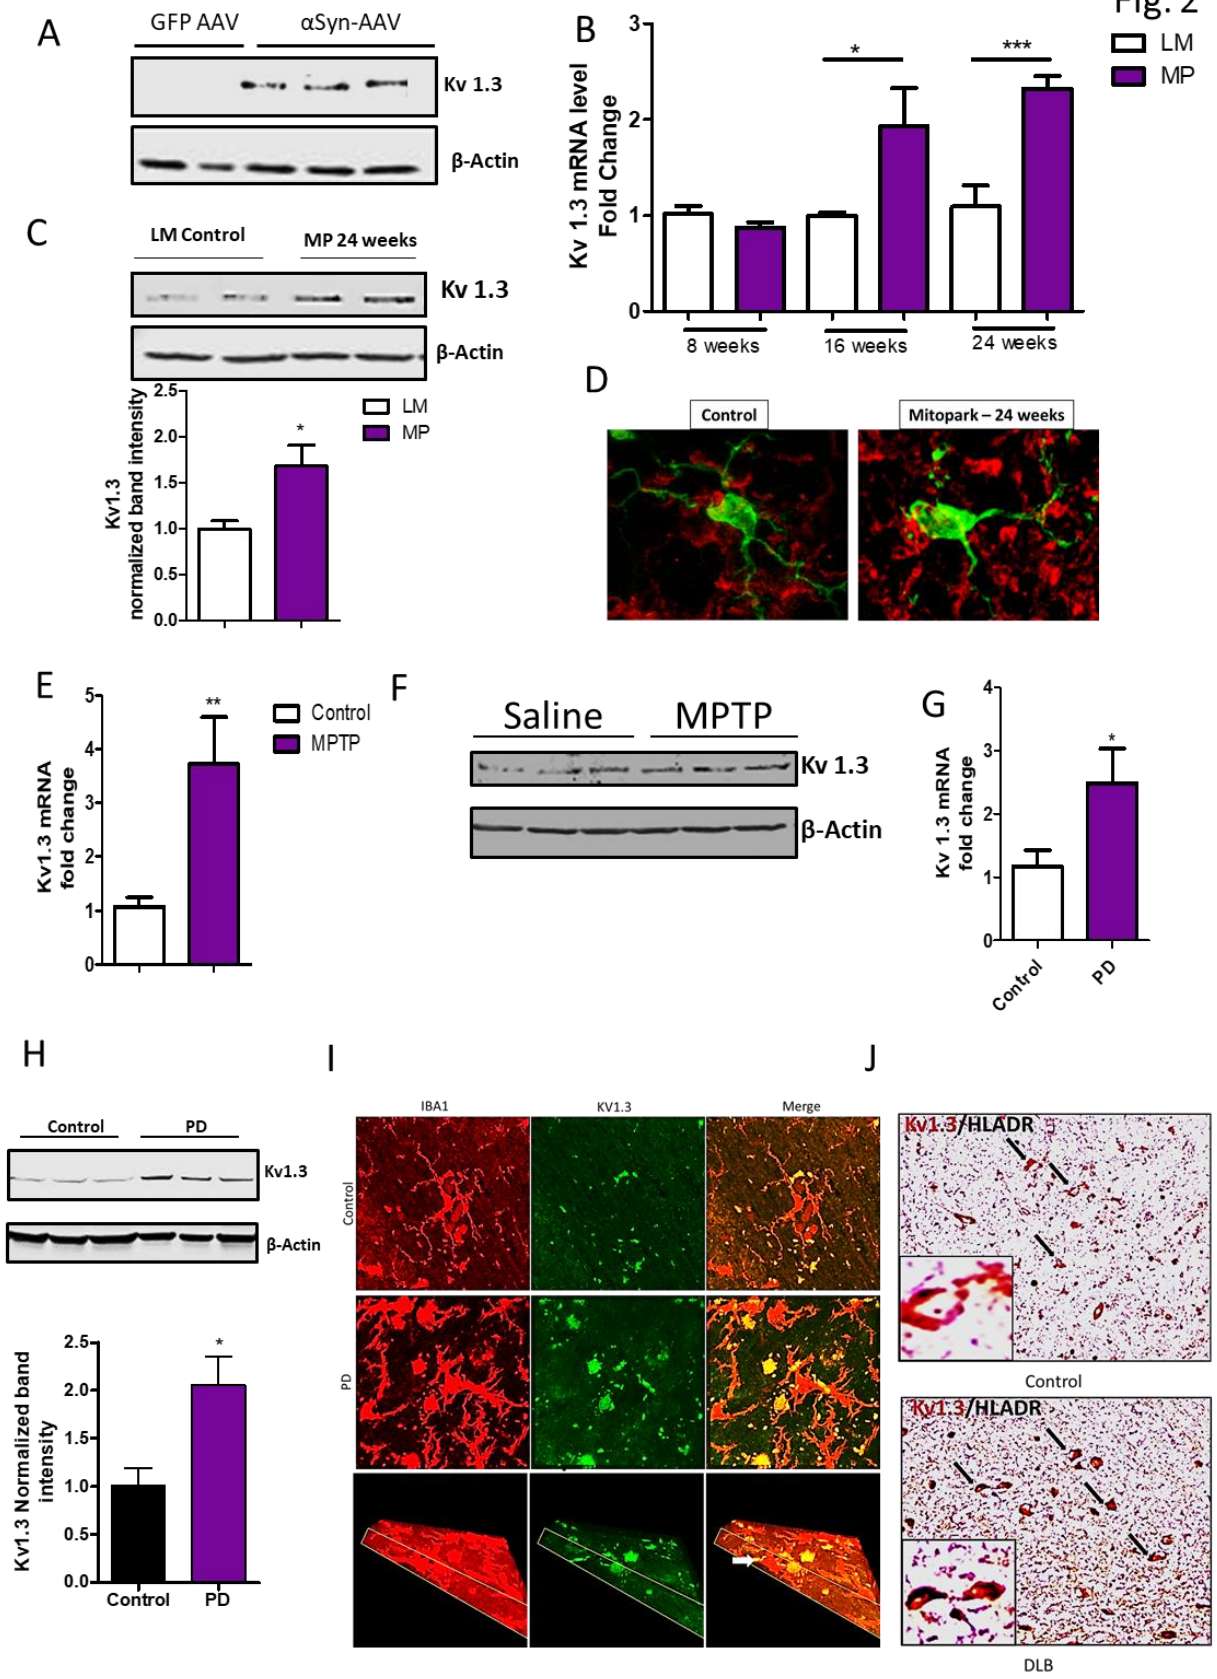 Fig. 2
A
GFP AAV
αSyn-AAV
Kv 1.3
β-Actin
B
LM
MP
Kv 1.3 mRNA level
Fold Change
3
2
1
0
*
***
8 weeks
16 weeks
24 weeks
C
LM Control
MP 24 weeks
Kv 1.3
β-Actin
Kv1.3
normalized band intensity
2.5
2.0
1.5
1.0
0.5
0.0
*
LM
MP
D
Control
Mitopark – 24 weeks
E
Kv1.3 mRNA
fold change
5
4
3
2
1
0
**
Control
MPTP
F
Saline
MPTP
Kv 1.3
β-Actin
G
Kv 1.3 mRNA
fold change
4
3
2
1
0
*
Control
PD
H
Control
PD
Kv1.3
β-Actin
Kv1.3 Normalized band
intensity
2.5
2.0
1.5
1.0
0.5
0.0
*
Control
PD
I
IBA1
KV1.3
Merge
Control
PD
J
Kv1.3/HLADR
Control
Kv1.3/HLADR
DLB